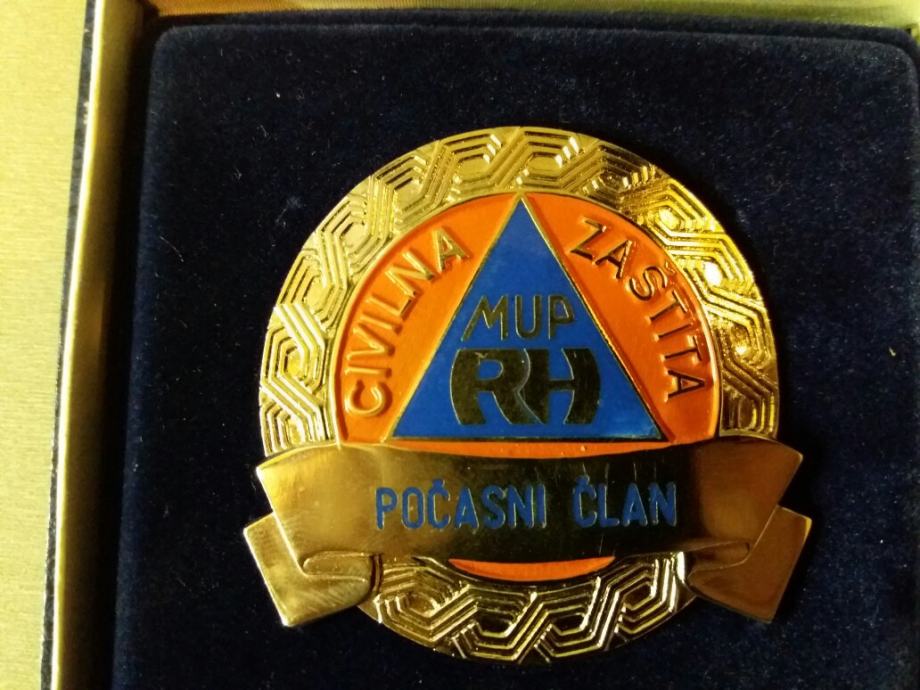 CIVILNA ZAŠTITA
MUP
RH
POČASNI ČLAN